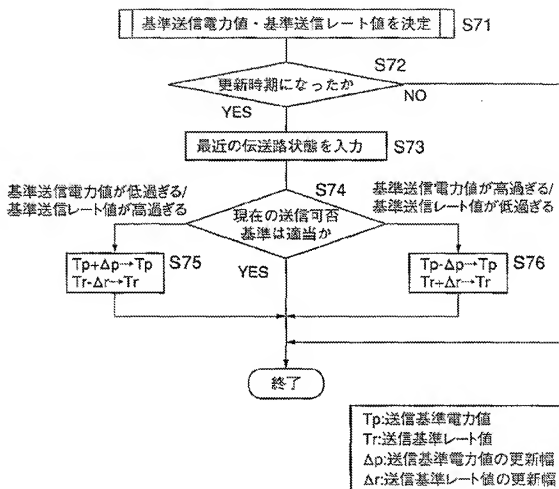 基準送信電力値・基準送信レート値を決定
S71
S72
更新時期になったか
NO
YES
最近の伝送路状態を入力
S73
S74
基準送信電力値が低過ぎる/
基準送信レート値が高過ぎる
現在の送信可否
基準は適当か
基準送信電力値が高過ぎる/
基準送信レート値が低過ぎる
Tp+Δp→Tp
Tr-Δr→Tr
S75
YES
Tp-Δp→Tp
Tr+Δr→Tr
S76
終了
Tp:送信基準電力値
Tr:送信基準レート値
Δp:送信基準電力値の更新幅
Δr:送信基準レート値の更新幅